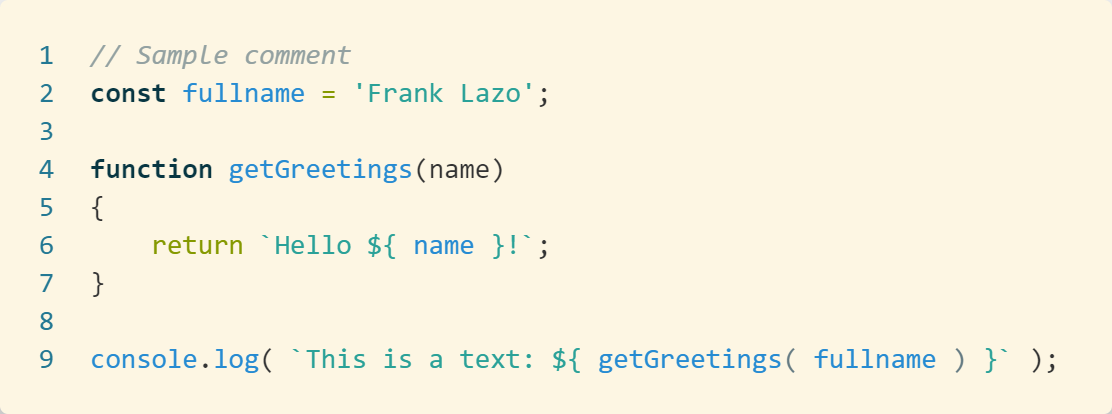 1 // Sample comment
2 const fullname = 'Frank Lazo';
3
4 function getGreetings(name)
5 {
6     return `Hello ${ name }!`;
7 }
8
9 console.log( `This is a text: ${ getGreetings( fullname ) }` );